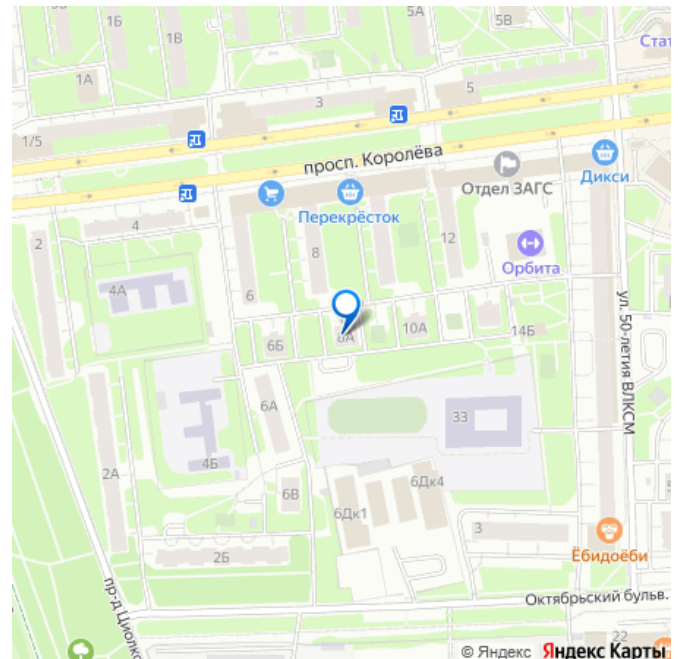 1Б
1В
5А
5Б
5В
Стат
1А
3
5
1/5
просп. Королёва
Отдел ЗАГС
Дикси
Перекрёсток
2
4
8
12
Орбита
4А
6
6Б
8А
10А
14Б
ул. 50-летия ВЛКСМ
6А
33
2А
4Б
6В
6Дк1
6Дк4
3
2Б
Ёбидоёби
пр-д Циолко
Октябрьский бульв.
22
© Яндекс Яндекс Карты